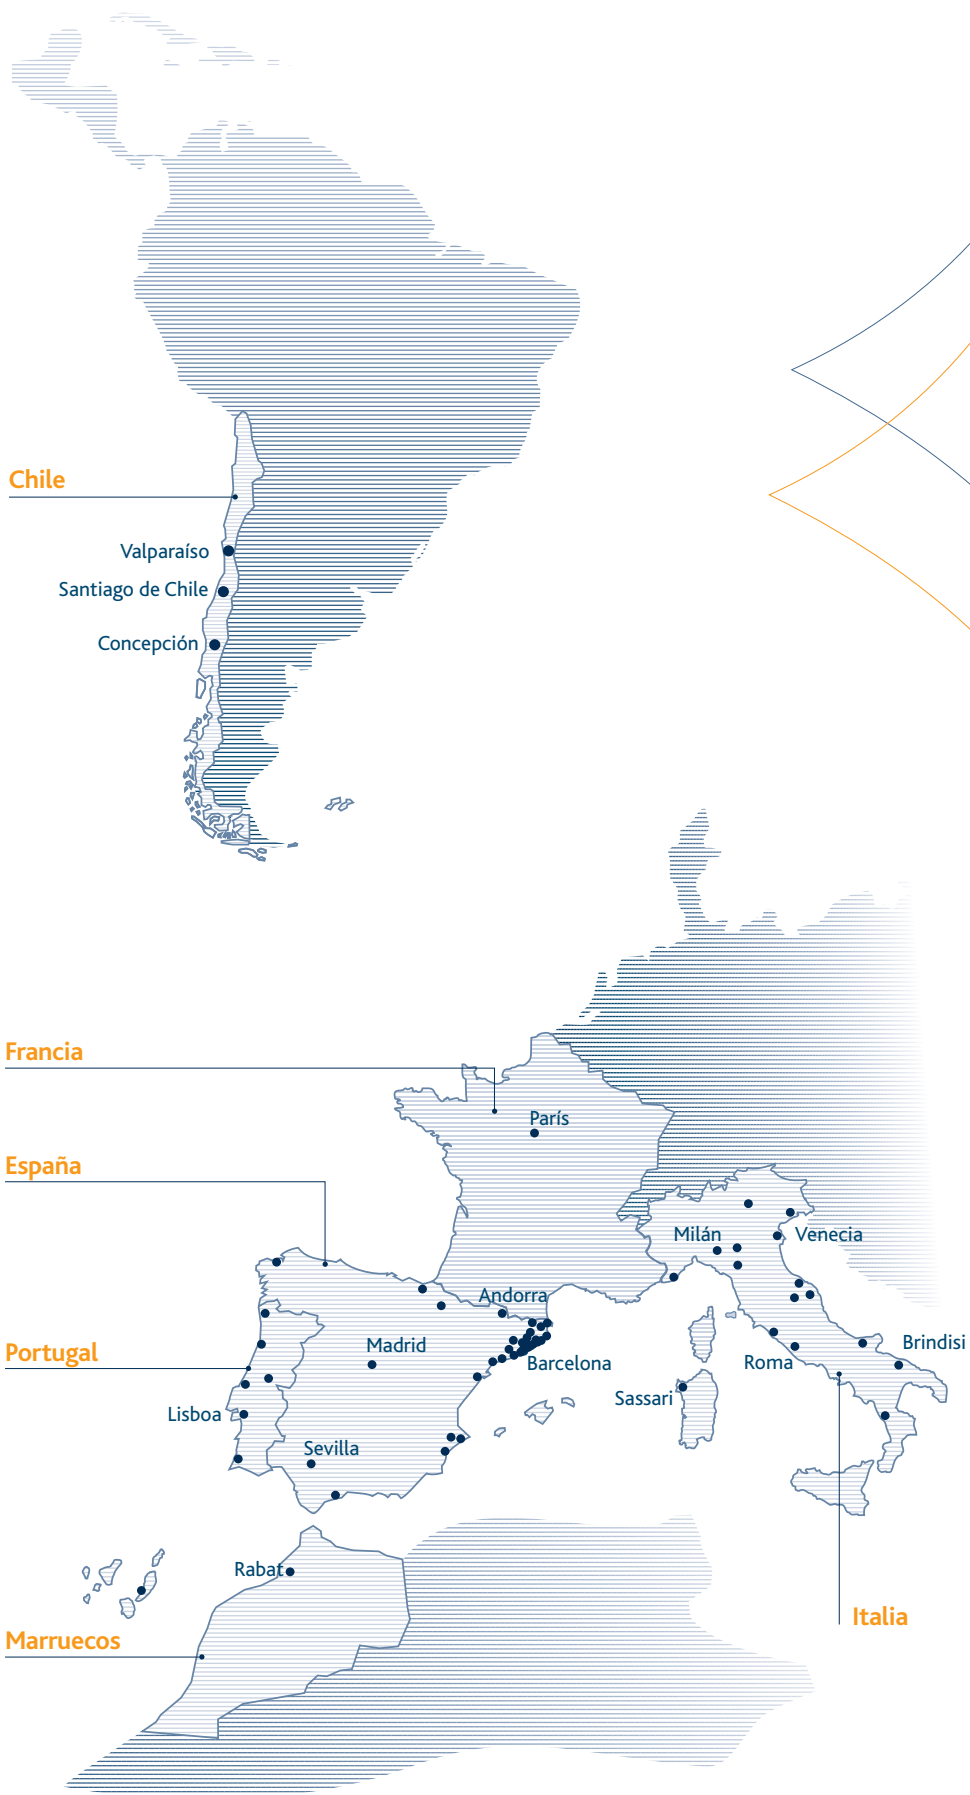 Chile
Valparaíso
Santiago de Chile
Concepción
Francia
París
España
Milán
Venecia
Andorra
Madrid
Portugal
Barcelona
Roma
Brindisi
Sassari
Lisboa
Sevilla
Rabat
Italia
Marruecos